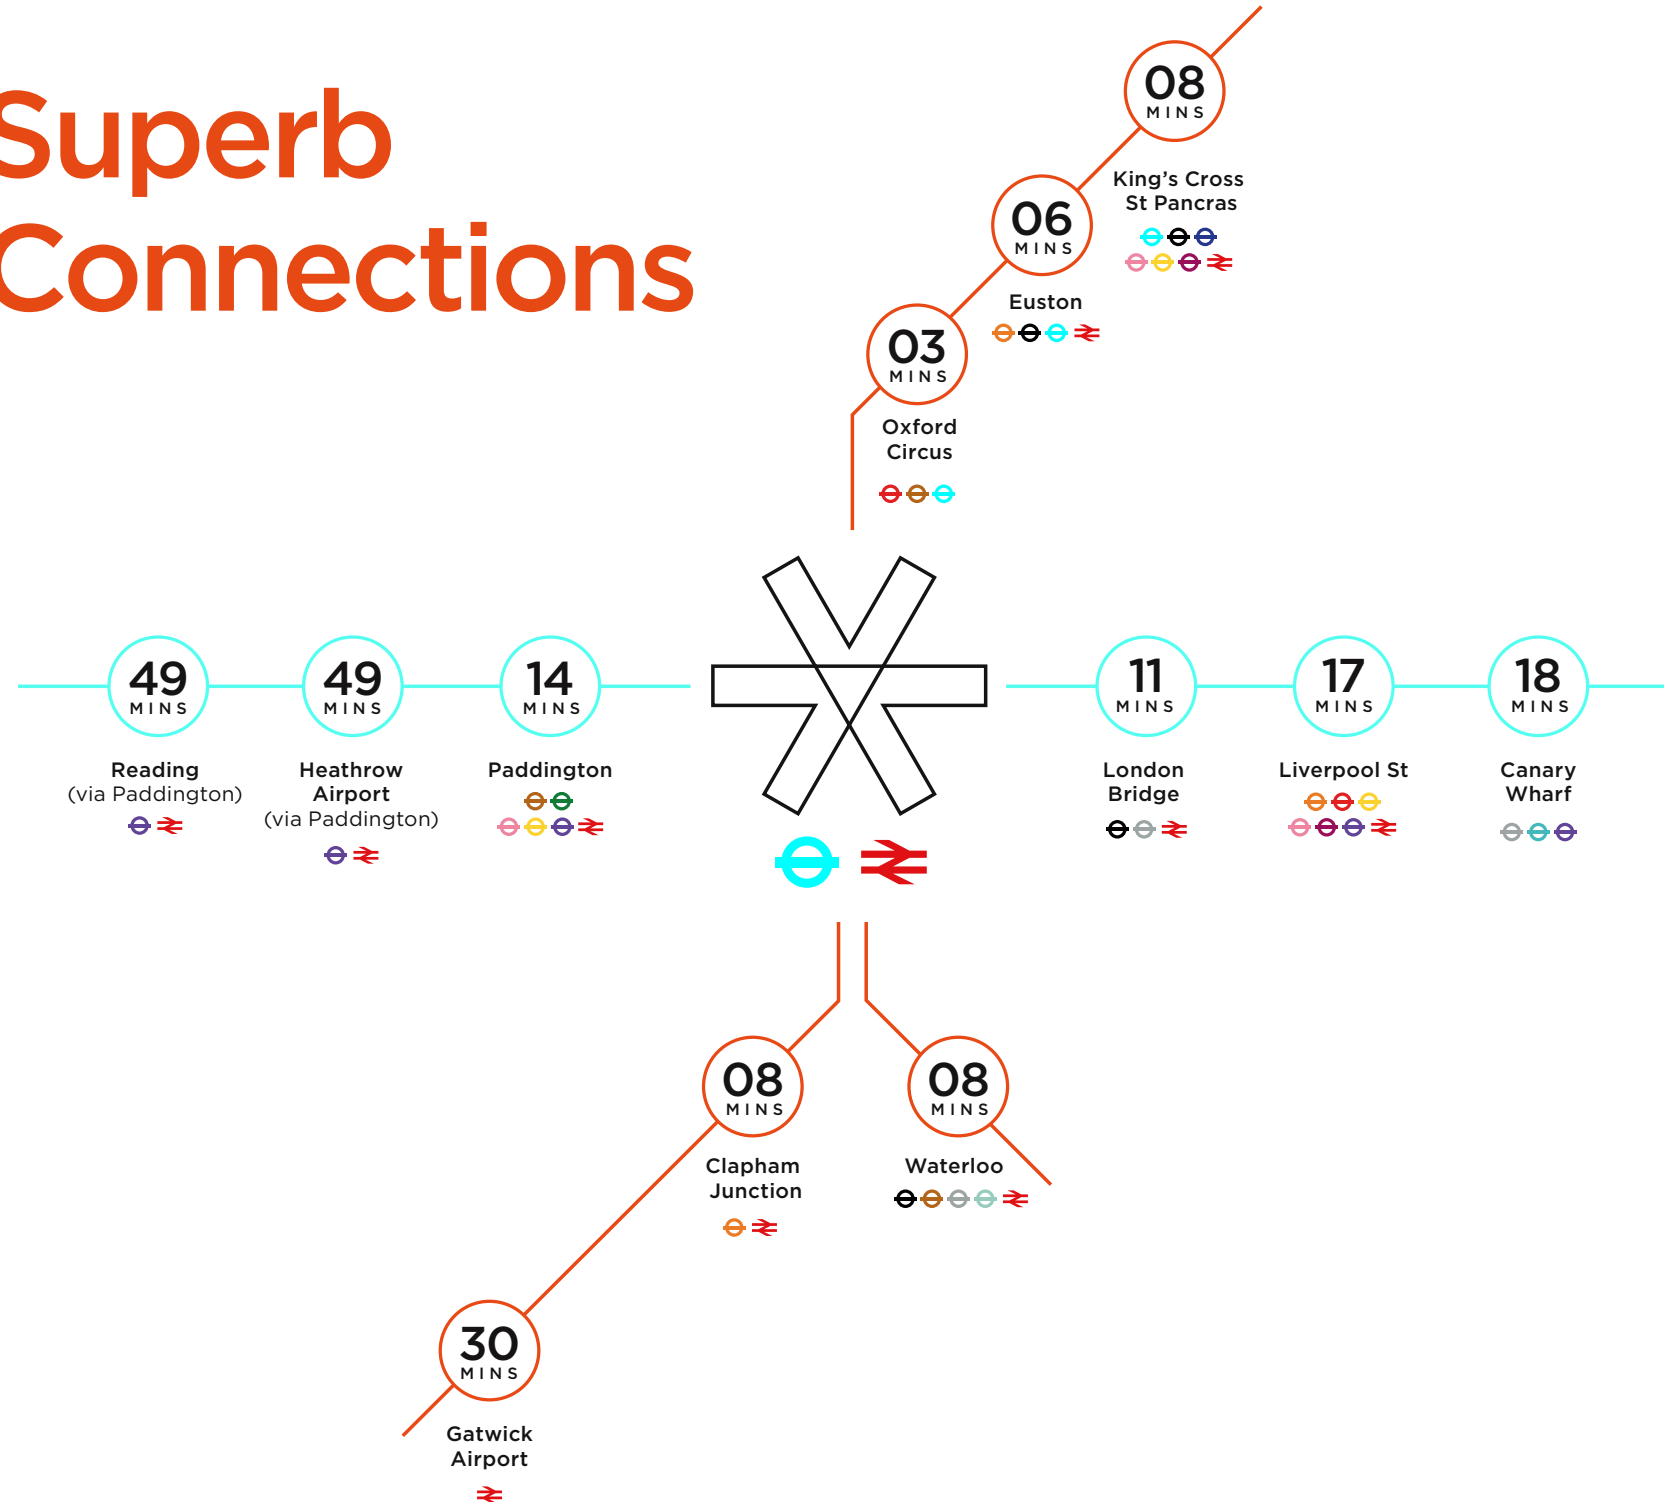 Superb
Connections
08
MINS
King’s Cross
St Pancras
06
MINS
Euston
03
MINS
Oxford
Circus
49
MINS
Reading
(via Paddington)
49
MINS
Heathrow
Airport
(via Paddington)
14
MINS
Paddington
11
MINS
London
Bridge
17
MINS
Liverpool St
18
MINS
Canary
Wharf
08
MINS
Clapham
Junction
08
MINS
Waterloo
30
MINS
Gatwick
Airport